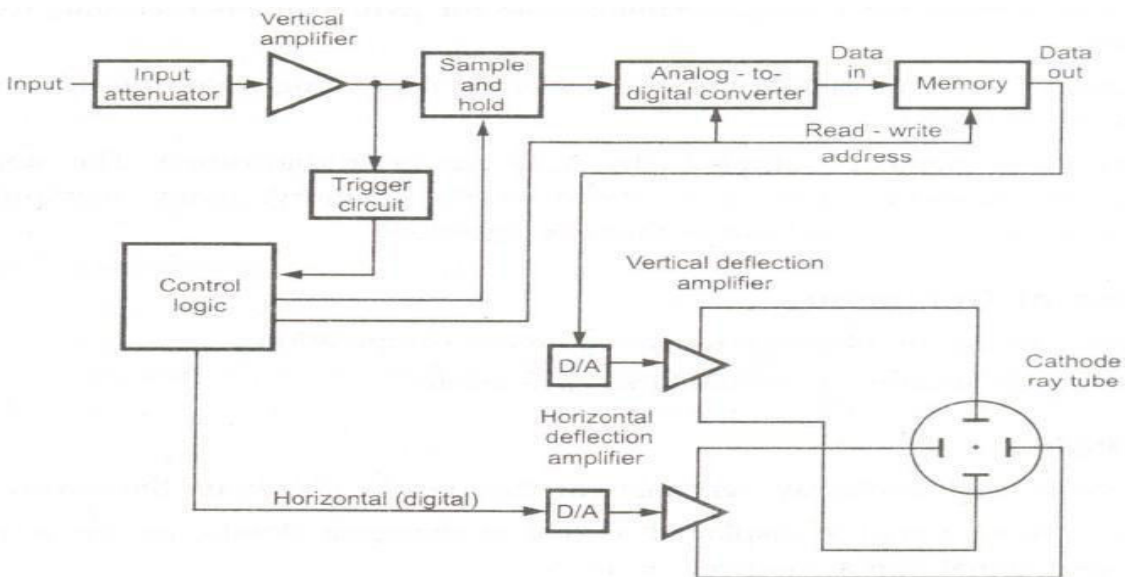 Vertical
amplifier
Input
Input
attenuator
Sample
and
hold
Analog - to-
digital converter
Data
in
Memory
Data
out
Read - write
address
Trigger
circuit
Control
logic
Vertical deflection
amplifier
D/A
Cathode
ray tube
Horizontal
deflection
amplifier
Horizontal (digital)
D/A